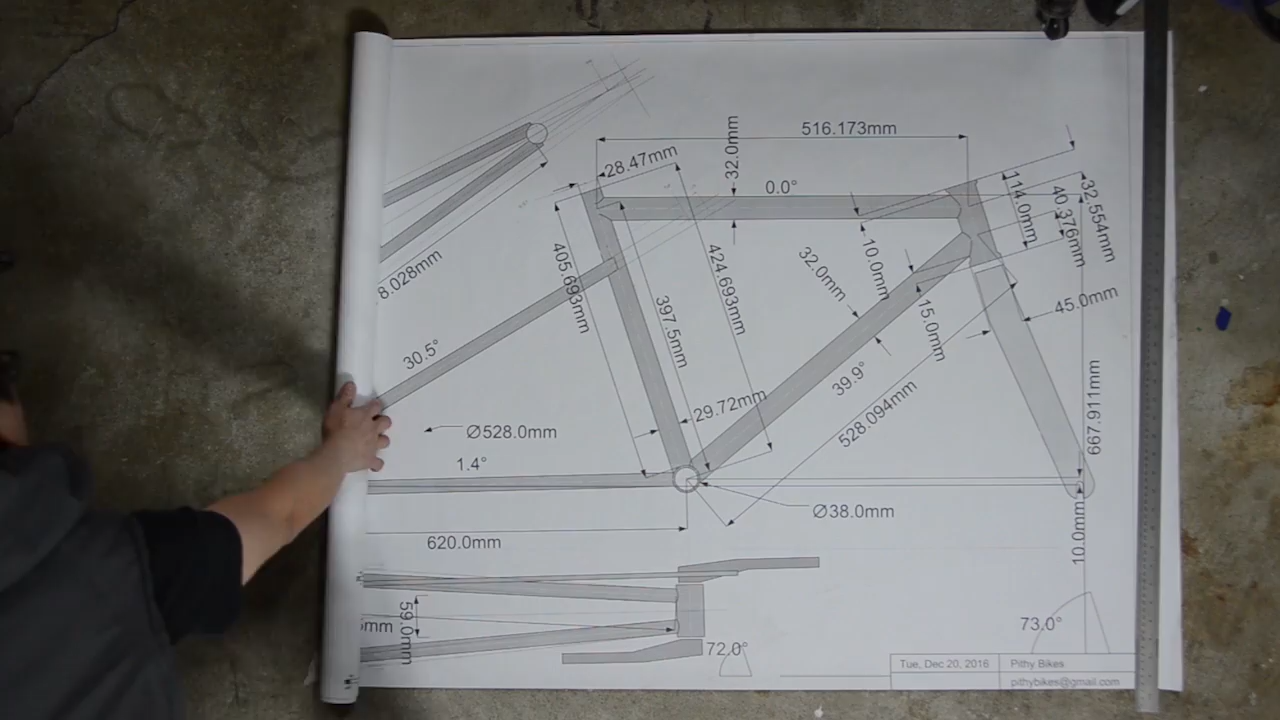 516.173mm
32.0mm
28.47mm
0.0°
114.0mm
40.376mm
32.554mm
8.028mm
405.693mm
424.693mm
397.5mm
32.0mm
10.0mm
15.0mm
45.0mm
30.5°
39.9°
29.72mm
528.094mm
667.911mm
Ø528.0mm
1.4°
Ø38.0mm
620.0mm
10.0mm
59.0mm
mm
72.0°
73.0°
Tue, Dec 20, 2016
Pithy Bikes
pithybikes@gmail.com